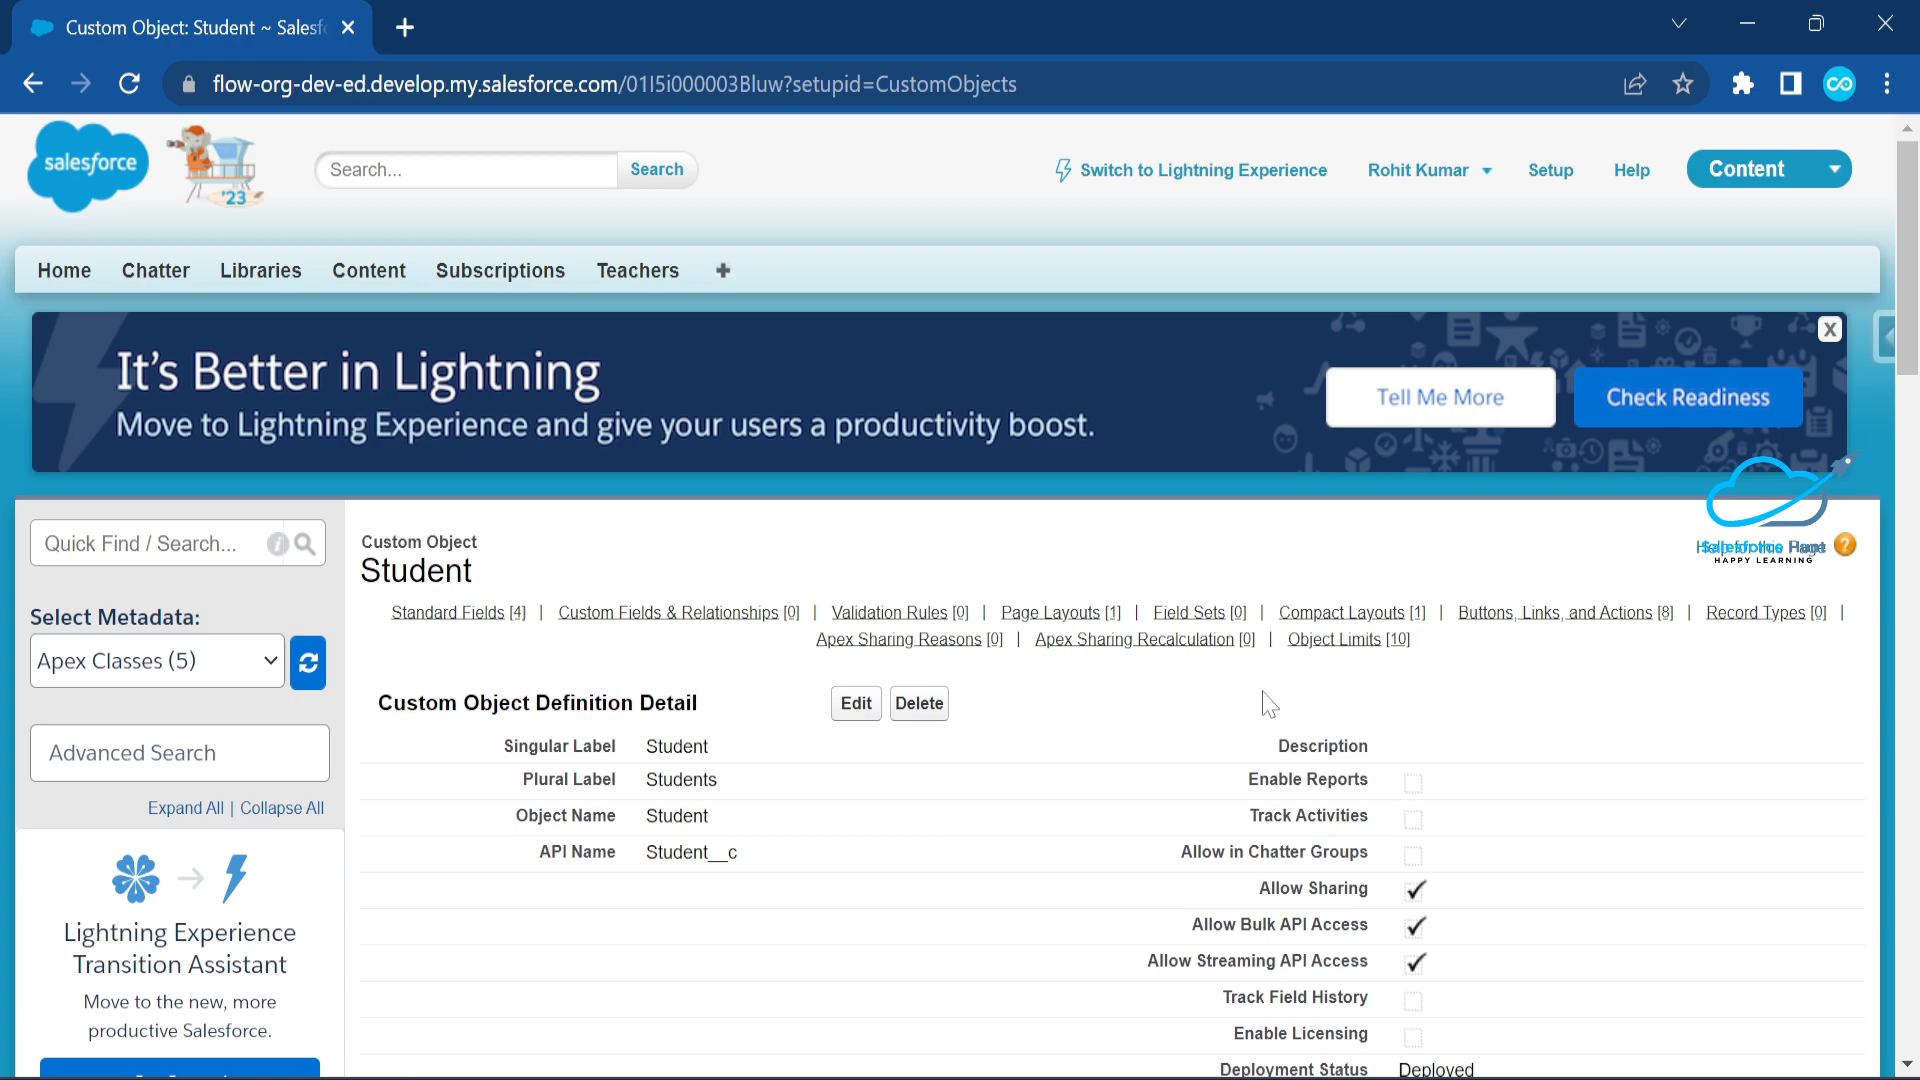 Custom Object: Student ~ Salesf
flow-org-dev-ed.develop.my.salesforce.com/01I5i000003Bluw?setupid=CustomObjects
salesforce
'23
Search...
Search
Switch to Lightning Experience
Rohit Kumar
Setup
Help
Content
Home
Chatter
Libraries
Content
Subscriptions
Teachers
It's Better in Lightning
Move to Lightning Experience and give your users a productivity boost.
Tell Me More
Check Readiness
X
Quick Find / Search...
Select Metadata:
Apex Classes (5)
Advanced Search
Expand All | Collapse All
Lightning Experience
Transition Assistant
Move to the new, more
productive Salesforce.
Custom Object
Student
Salesforce Hunt
HAPPY LEARNING
Standard Fields [4] | Custom Fields & Relationships [0] | Validation Rules [0] | Page Layouts [1] | Field Sets [0] | Compact Layouts [1] | Buttons, Links, and Actions [8] | Record Types [0] |
Apex Sharing Reasons [0] | Apex Sharing Recalculation [0] | Object Limits [10]
Custom Object Definition Detail
Edit
Delete
Singular Label Student
Description
Plural Label Students
Enable Reports
Object Name Student
Track Activities
API Name Student__c
Allow in Chatter Groups
Allow Sharing
Allow Bulk API Access
Allow Streaming API Access
Track Field History
Enable Licensing
Deployment Status Deployed